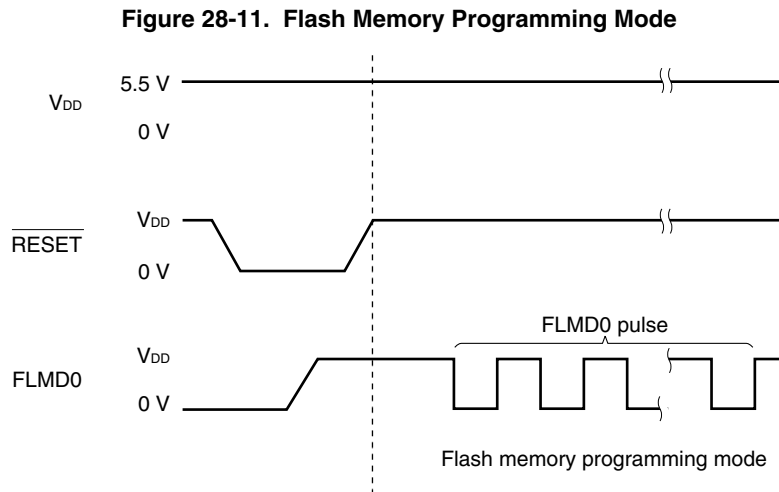 Figure 28-11. Flash Memory Programming Mode
5.5 V
VDD
0 V
VDD
RESET
0 V
FLMD0 pulse
VDD
FLMD0
0 V
Flash memory programming mode